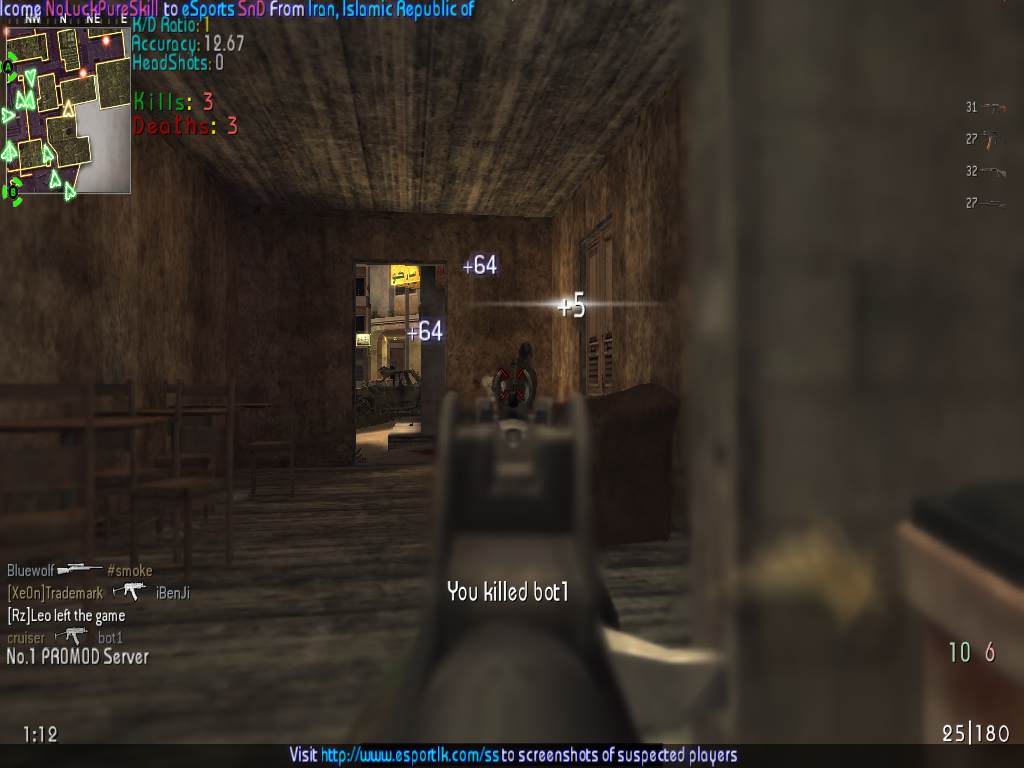 lcome NoLuckPureSkill to eSports SnD From Iran, Islamic Republic of
NW N NE E
K/D Ratio: 1
Accuracy: 12.67
HeadShots: 0
Kills: 3
Deaths: 3
A
B
31
27
32
27
+64
+5
+64
You killed bot1
Bluewolf #smoke
[XeOn]Trademark iBenJi
[Rz]Leo left the game
cruiser bot1
No.1 PROMOD Server
10 6
1:12
25|180
Visit http://www.esportlk.com/ss to screenshots of suspected players